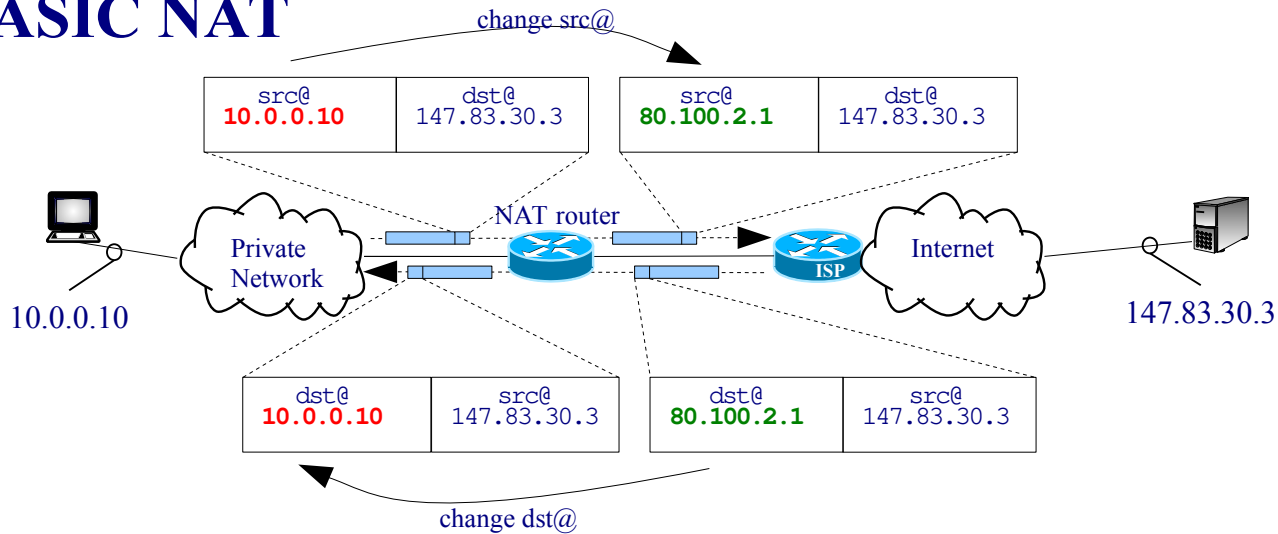 ASIC NAT
change src@
src@ dst@ src@ dst@
10.0.0.10 147.83.30.3 80.100.2.1 147.83.30.3
NAT router
Private
Network
Internet
ISP
10.0.0.10
147.83.30.3
dst@ src@ dst@ src@
10.0.0.10 147.83.30.3 80.100.2.1 147.83.30.3
change dst@